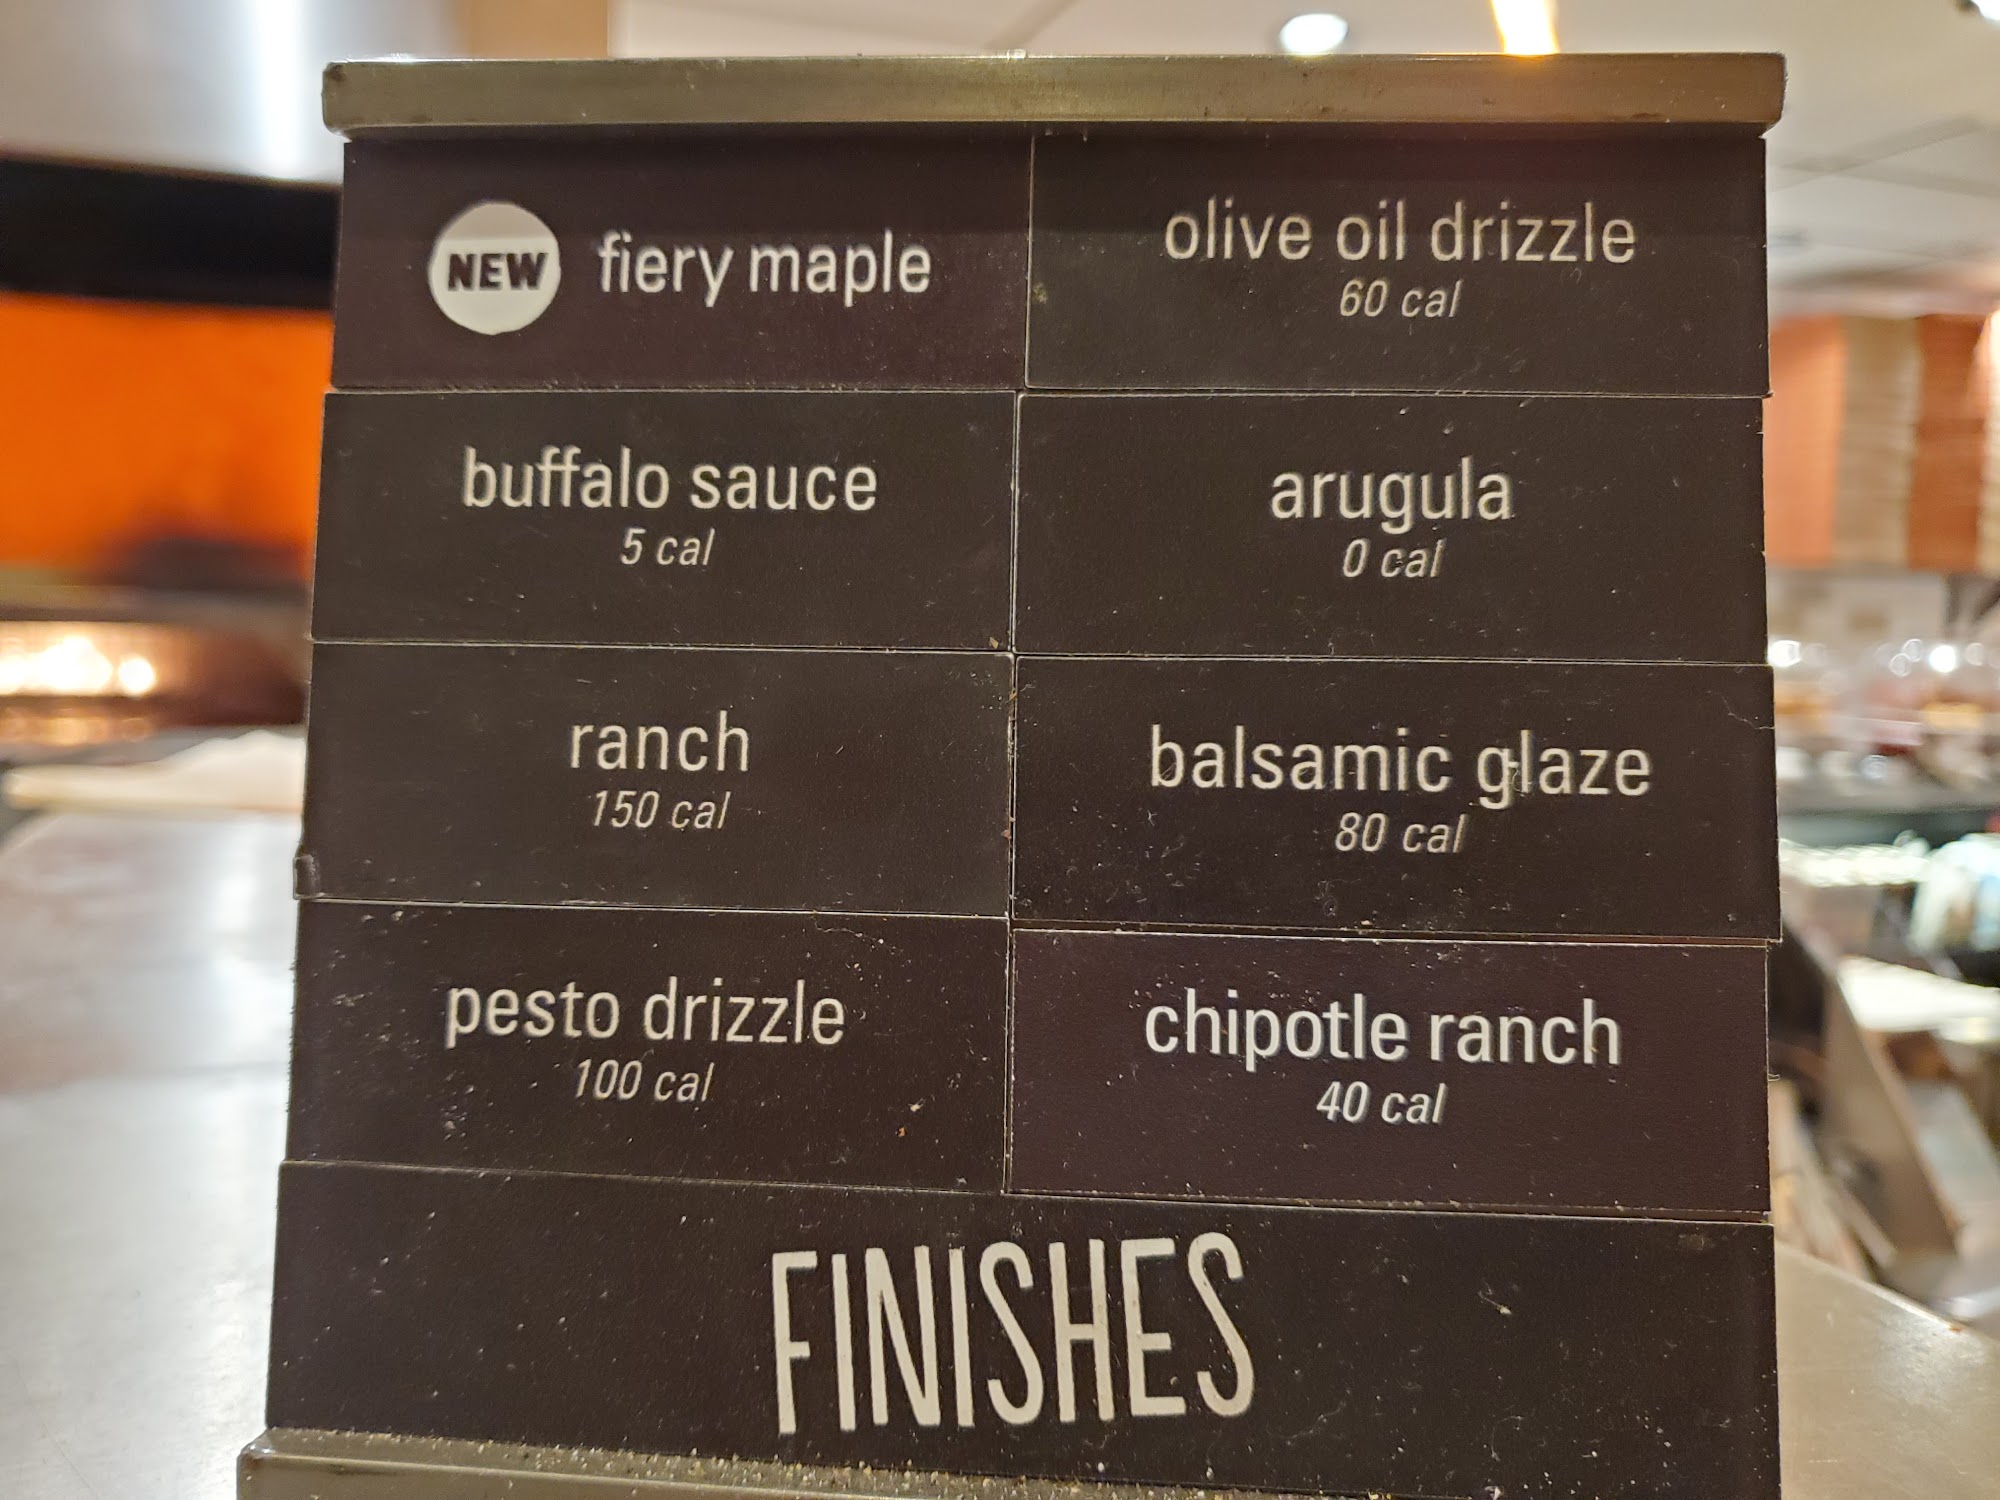 NEW fiery maple
olive oil drizzle
60 cal
buffalo sauce
5 cal
arugula
0 cal
ranch
150 cal
balsamic glaze
80 cal
pesto drizzle
100 cal
chipotle ranch
40 cal
FINISHES